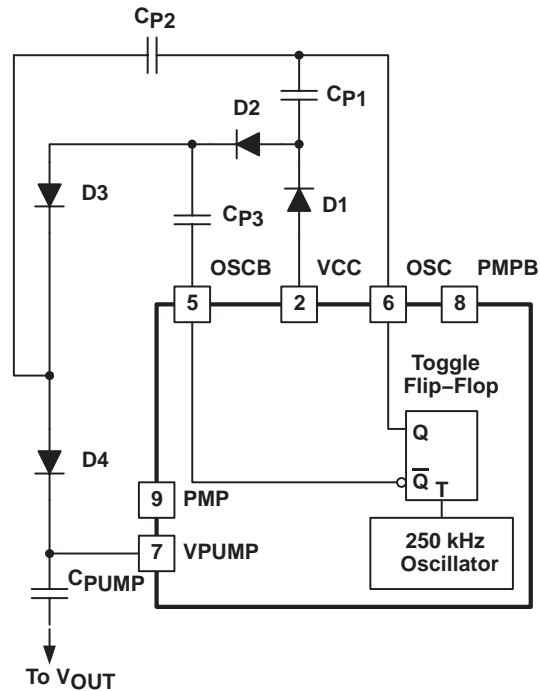 CP2
CP1
D2
D3
D1
CP3
OSCB
VCC
OSC
PMPB
5
2
6
8
Toggle
Flip–Flop
Q
Q̅
T
D4
9
PMP
7
VPUMP
250 kHz
Oscillator
CPUMP
To VOUT